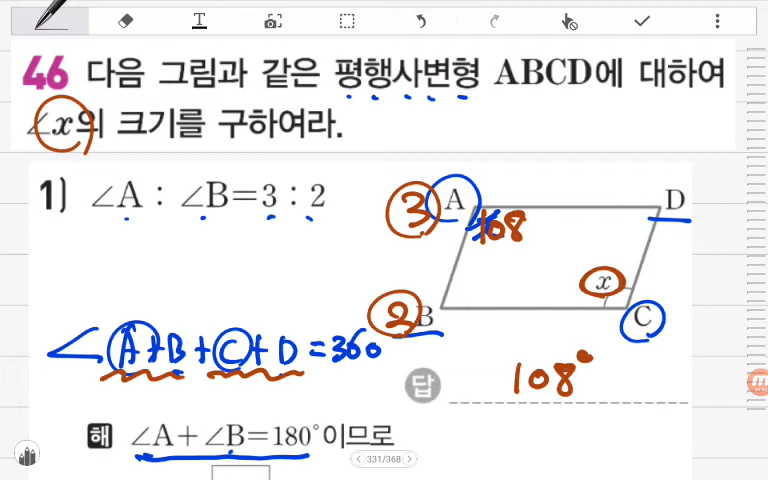 46 다음 그림과 같은 평행사변형 ABCD에 대하여
∠x의 크기를 구하여라.
1) ∠A : ∠B=3 : 2
3 A D
108
x
2 B C
∠A+B+C+D=360
답 108°
해 ∠A+∠B=180°이므로
331/368